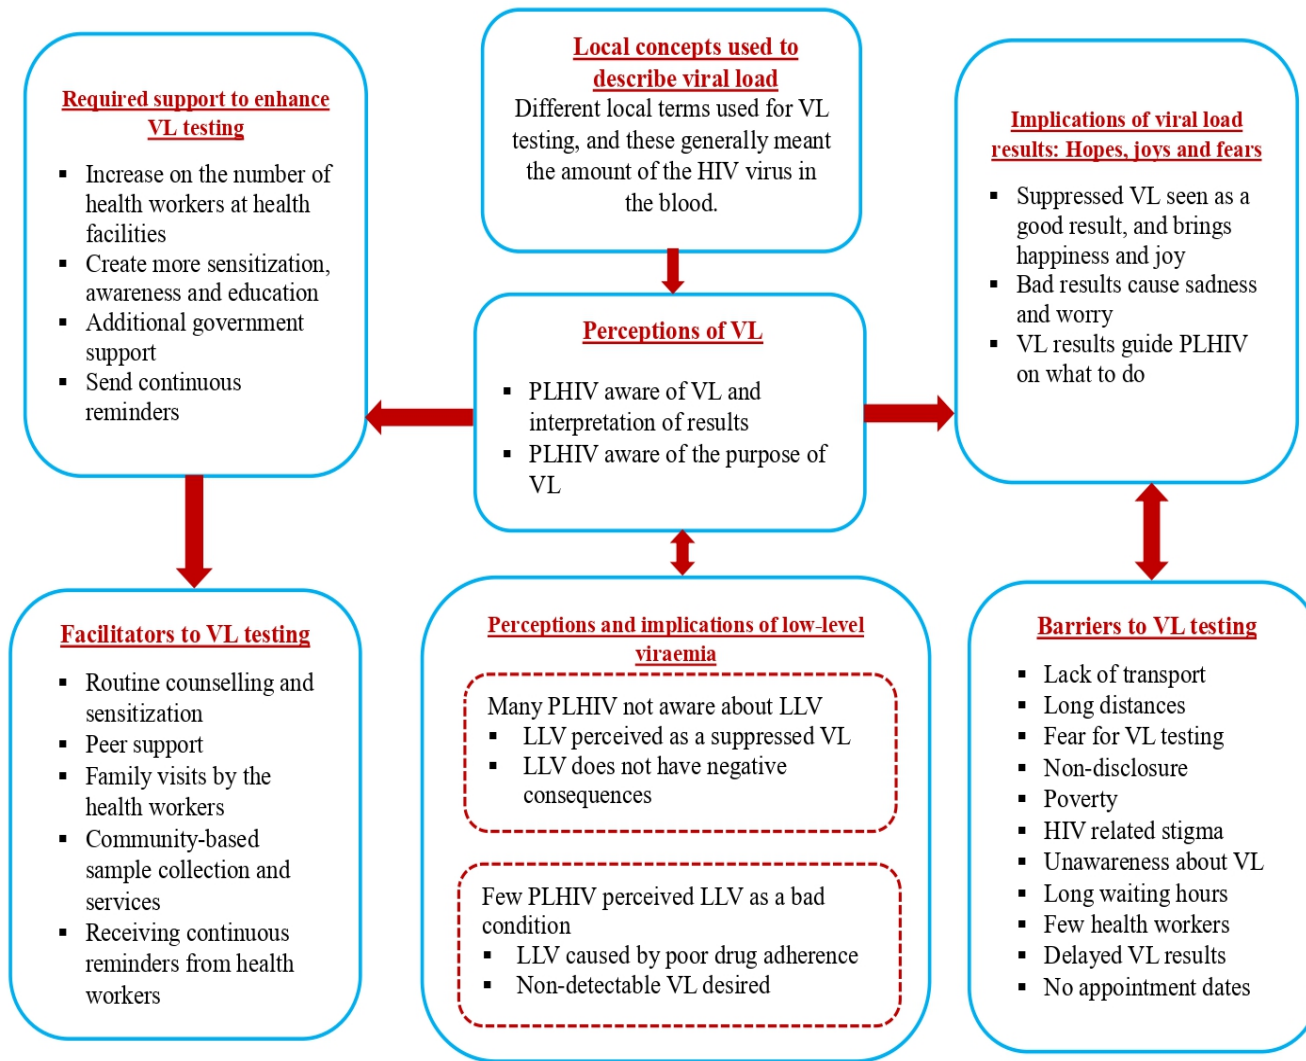 Local concepts used to
describe viral load
Different local terms used for VL
testing, and these generally meant
the amount of the HIV virus in
the blood.
Required support to enhance
VL testing
▪ Increase on the number of
health workers at health
facilities
▪ Create more sensitization,
awareness and education
▪ Additional government
support
▪ Send continuous
reminders
Perceptions of VL
▪ PLHIV aware of VL and
interpretation of results
▪ PLHIV aware of the purpose of
VL
Implications of viral load
results: Hopes, joys and fears
▪ Suppressed VL seen as a
good result, and brings
happiness and joy
▪ Bad results cause sadness
and worry
▪ VL results guide PLHIV
on what to do
Facilitators to VL testing
▪ Routine counselling and
sensitization
▪ Peer support
▪ Family visits by the
health workers
▪ Community-based
sample collection and
services
▪ Receiving continuous
reminders from health
workers
Perceptions and implications of low-level
viraemia
Many PLHIV not aware about LLV
▪ LLV perceived as a suppressed VL
▪ LLV does not have negative
consequences
Few PLHIV perceived LLV as a bad
condition
▪ LLV caused by poor drug adherence
▪ Non-detectable VL desired
Barriers to VL testing
▪ Lack of transport
▪ Long distances
▪ Fear for VL testing
▪ Non-disclosure
▪ Poverty
▪ HIV related stigma
▪ Unawareness about VL
▪ Long waiting hours
▪ Few health workers
▪ Delayed VL results
▪ No appointment dates